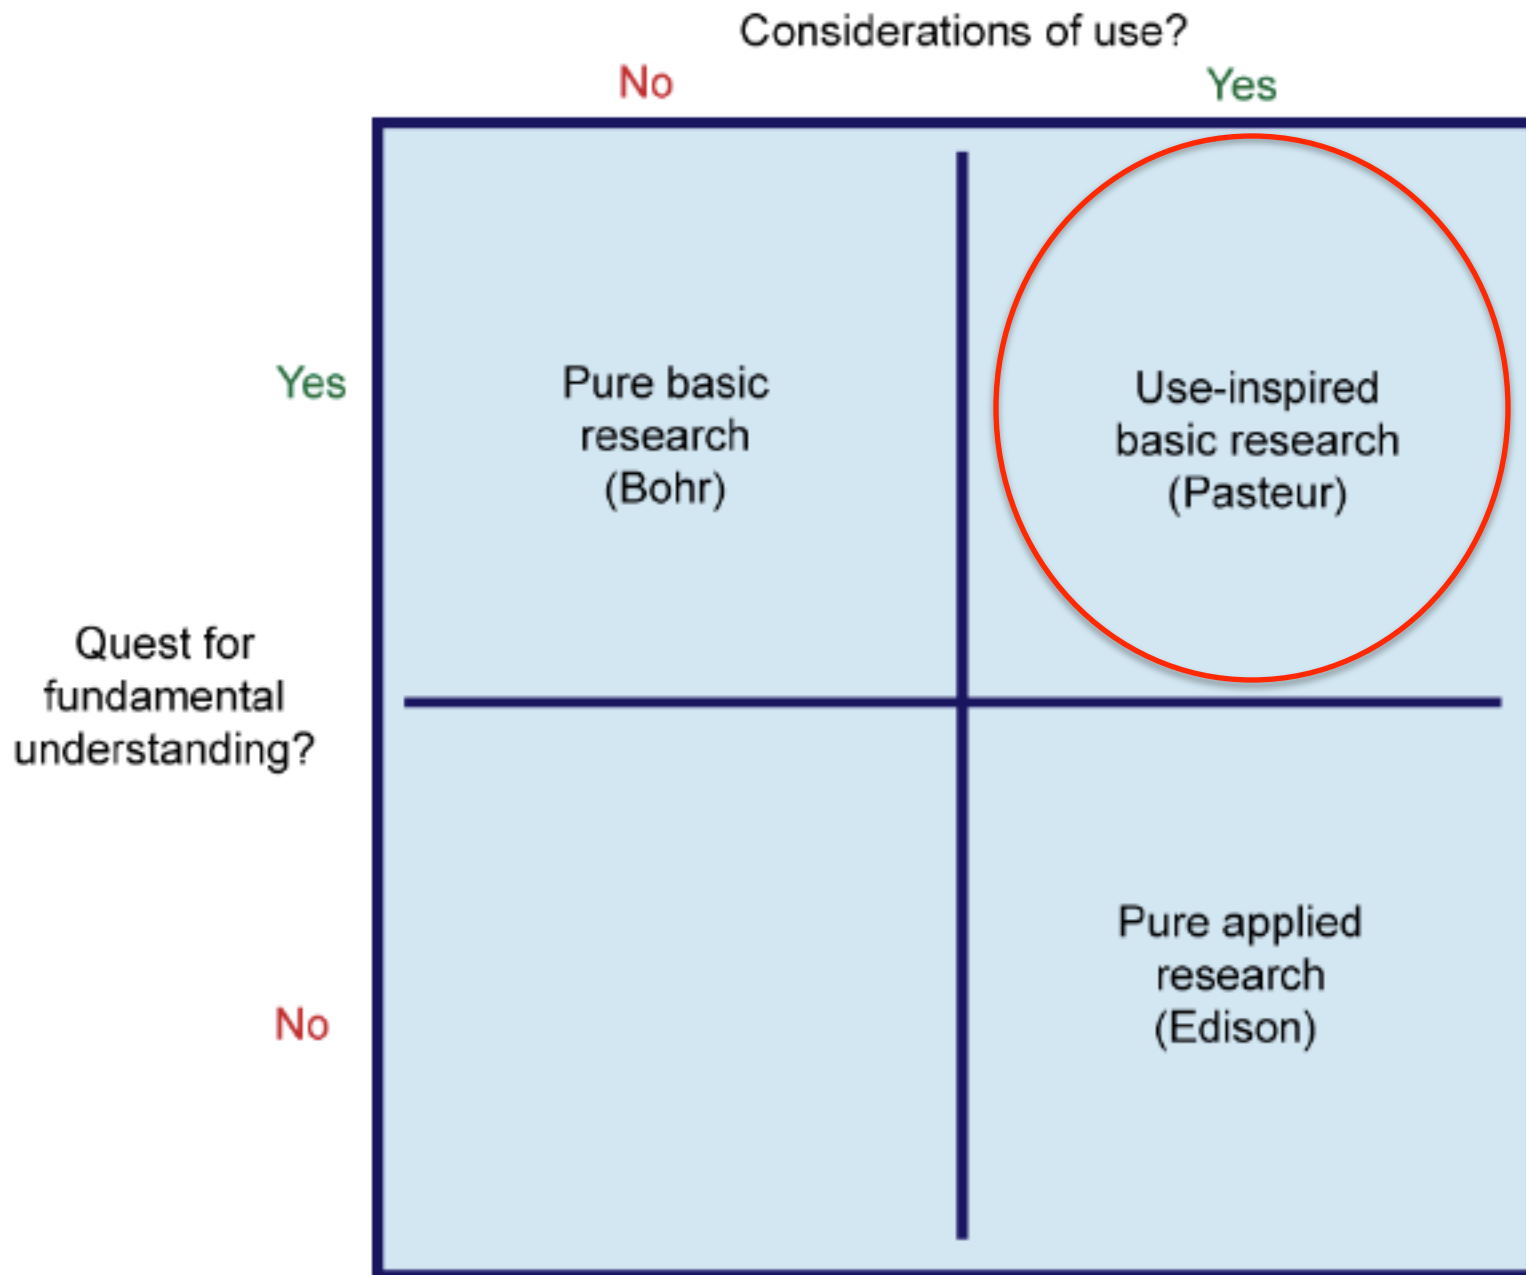 Considerations of use?
No
Yes
Yes
Pure basic
research
(Bohr)
Use-inspired
basic research
(Pasteur)
Quest for
fundamental
understanding?
No
Pure applied
research
(Edison)